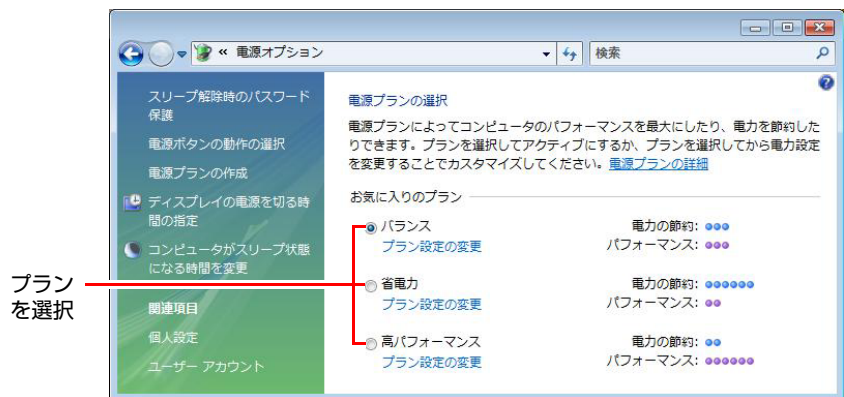 « 電源オプション
検索
スリープ解除時のパスワード
保護
電源ボタンの動作の選択
電源プランの作成
ディスプレイの電源を切る時
間の指定
コンピュータがスリープ状態
になる時間を変更
関連項目
個人設定
ユーザー アカウント
プラン
を選択
電源プランの選択
電源プランによってコンピュータのパフォーマンスを最大にしたり、電力を節約した
りできます。プランを選択してアクティブにするか、プランを選択してから電力設定
を変更することでカスタマイズしてください。電源プランの詳細
お気に入りのプラン
バランス 電力の節約:
プラン設定の変更 パフォーマンス:
省電力 電力の節約:
プラン設定の変更 パフォーマンス:
高パフォーマンス 電力の節約:
プラン設定の変更 パフォーマンス: